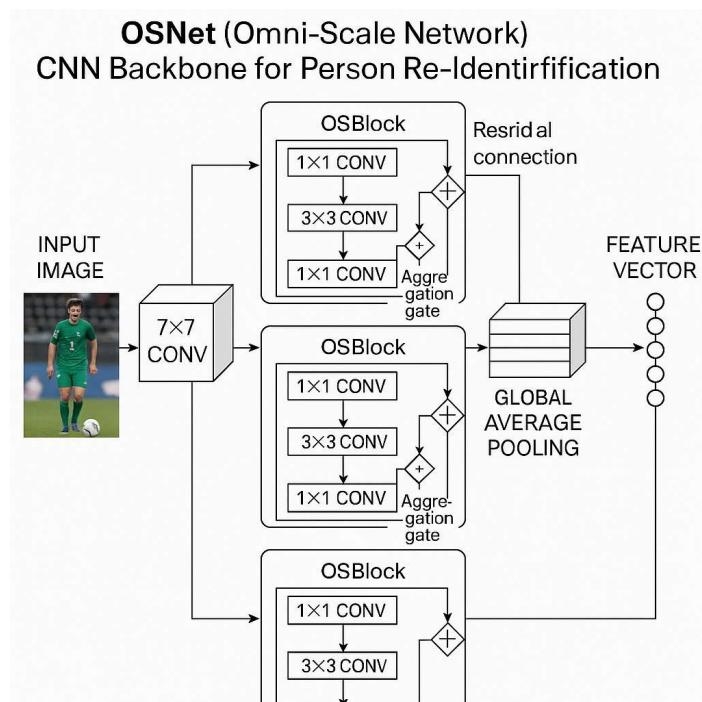 OSNet (Omni-Scale Network)
CNN Backbone for Person Re-Identirfification
OSBlock
1×1 CONV
3×3 CONV
1×1 CONV
Aggre
gation
gate
Resridal
connection
INPUT
IMAGE
1
7×7
CONV
OSBlock
1×1 CONV
3×3 CONV
1×1 CONV
Aggre-
gation
gate
GLOBAL
AVERAGE
POOLING
FEATURE
VECTOR
OSBlock
1×1 CONV
3×3 CONV